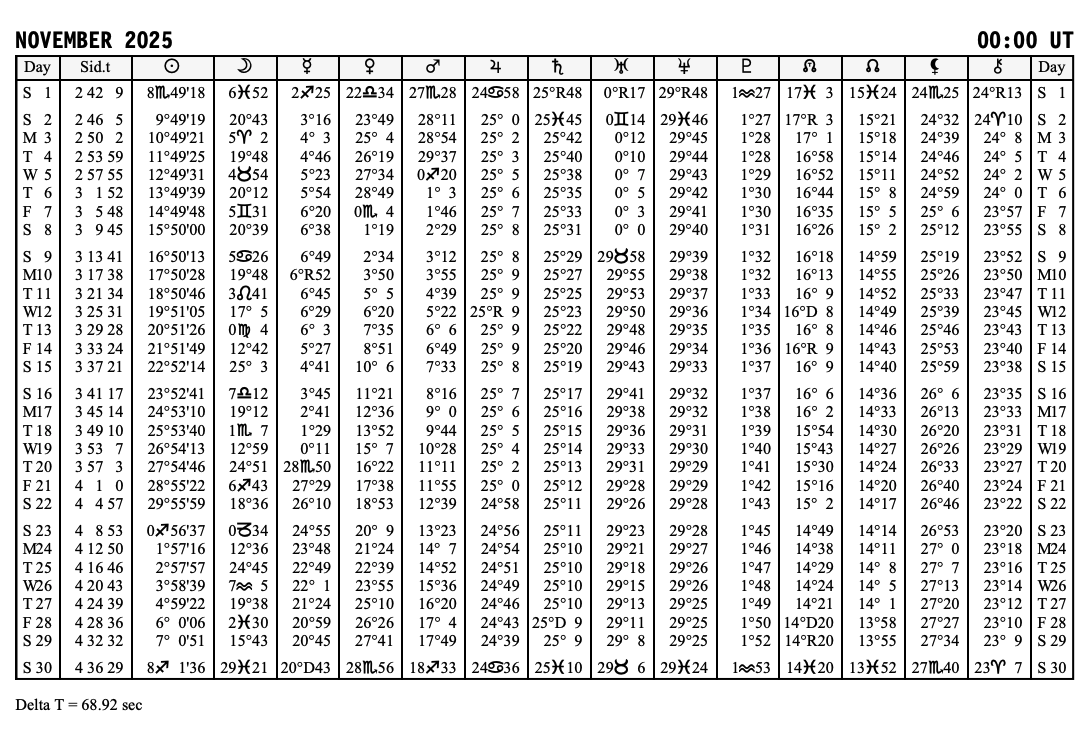 NOVEMBER 2025 00:00 UT
Day Sid.t ☉ ☽ ☿ ♀ ♂ ♃ ♄ ♅ ♆ ♇ ☊ ☊ ⚸ ⚷ Day
S 1 2 42 9 8♏49'18 6♓52 2♐25 22♎34 27♏28 24♋58 25°R48 0°R17 29°R48 1♒27 17♓ 3 15♓24 24♏25 24°R13 S 1
S 2 2 46 5 9°49'19 20°43 3°16 23°49 28°11 25° 0 25♓45 0♊14 29♓46 1°27 17°R 3 15°21 24°32 24♈10 S 2
M 3 2 50 2 10°49'21 5♈ 2 4° 3 25° 4 28°54 25° 2 25°42 0°12 29°45 1°28 17° 1 15°18 24°39 24° 8 M 3
T 4 2 53 59 11°49'25 19°48 4°46 26°19 29°37 25° 3 25°40 0°10 29°44 1°28 16°58 15°14 24°46 24° 5 T 4
W 5 2 57 55 12°49'31 4♉54 5°23 27°34 0♐20 25° 5 25°38 0° 7 29°43 1°29 16°52 15°11 24°52 24° 2 W 5
T 6 3 1 52 13°49'39 20°12 5°54 28°49 1° 3 25° 6 25°35 0° 5 29°42 1°30 16°44 15° 8 24°59 24° 0 T 6
F 7 3 5 48 14°49'48 5♊31 6°20 0♏ 4 1°46 25° 7 25°33 0° 3 29°41 1°30 16°35 15° 5 25° 6 23°57 F 7
S 8 3 9 45 15°50'00 20°39 6°38 1°19 2°29 25° 8 25°31 0° 0 29°40 1°31 16°26 15° 2 25°12 23°55 S 8
S 9 3 13 41 16°50'13 5♋26 6°49 2°34 3°12 25° 8 25°29 29♉58 29°39 1°32 16°18 14°59 25°19 23°52 S 9
M10 3 17 38 17°50'28 19°48 6°R52 3°50 3°55 25° 9 25°27 29°55 29°38 1°32 16°13 14°55 25°26 23°50 M10
T 11 3 21 34 18°50'46 3♌41 6°45 5° 5 4°39 25° 9 25°25 29°53 29°37 1°33 16° 9 14°52 25°33 23°47 T 11
W12 3 25 31 19°51'05 17° 5 6°29 6°20 5°22 25°R 9 25°23 29°50 29°36 1°34 16°D 8 14°49 25°39 23°45 W12
T 13 3 29 28 20°51'26 0♍ 4 6° 3 7°35 6° 6 25° 9 25°22 29°48 29°35 1°35 16° 8 14°46 25°46 23°43 T 13
F 14 3 33 24 21°51'49 12°42 5°27 8°51 6°49 25° 9 25°20 29°46 29°34 1°36 16°R 9 14°43 25°53 23°40 F 14
S 15 3 37 21 22°52'14 25° 3 4°41 10° 6 7°33 25° 8 25°19 29°43 29°33 1°37 16° 9 14°40 25°59 23°38 S 15
S 16 3 41 17 23°52'41 7♎12 3°45 11°21 8°16 25° 7 25°17 29°41 29°32 1°37 16° 6 14°36 26° 6 23°35 S 16
M17 3 45 14 24°53'10 19°12 2°41 12°36 9° 0 25° 6 25°16 29°38 29°32 1°38 16° 2 14°33 26°13 23°33 M17
T 18 3 49 10 25°53'40 1♏ 7 1°29 13°52 9°44 25° 5 25°15 29°36 29°31 1°39 15°54 14°30 26°20 23°31 T 18
W19 3 53 7 26°54'13 12°59 0°11 15° 7 10°28 25° 4 25°14 29°33 29°30 1°40 15°43 14°27 26°26 23°29 W19
T 20 3 57 3 27°54'46 24°51 28♏50 16°22 11°11 25° 2 25°13 29°31 29°29 1°41 15°30 14°24 26°33 23°27 T 20
F 21 4 1 0 28°55'22 6♐43 27°29 17°38 11°55 25° 0 25°12 29°28 29°29 1°42 15°16 14°20 26°40 23°24 F 21
S 22 4 4 57 29°55'59 18°36 26°10 18°53 12°39 24°58 25°11 29°26 29°28 1°43 15° 2 14°17 26°46 23°22 S 22
S 23 4 8 53 0♐56'37 0♑34 24°55 20° 9 13°23 24°56 25°11 29°23 29°28 1°45 14°49 14°14 26°53 23°20 S 23
M24 4 12 50 1°57'16 12°36 23°48 21°24 14° 7 24°54 25°10 29°21 29°27 1°46 14°38 14°11 27° 0 23°18 M24
T 25 4 16 46 2°57'57 24°45 22°49 22°39 14°52 24°51 25°10 29°18 29°27 1°47 14°29 14° 8 27° 7 23°16 T 25
W26 4 20 43 3°58'39 7♒ 5 22° 1 23°55 15°36 24°49 25°10 29°15 29°26 1°48 14°24 14° 5 27°13 23°14 W26
T 27 4 24 39 4°59'22 19°38 21°24 25°10 16°20 24°46 25°10 29°13 29°25 1°49 14°21 14° 1 27°20 23°12 T 27
F 28 4 28 36 6° 0'06 2♓30 20°59 26°26 17° 4 24°43 25°D 9 29°11 29°25 1°50 14°D20 13°58 27°27 23°10 F 28
S 29 4 32 32 7° 0'51 15°43 20°45 27°41 17°49 24°39 25° 9 29° 8 29°25 1°52 14°R20 13°55 27°34 23° 9 S 29
S 30 4 36 29 8♐ 1'36 29♓21 20°D43 28♏56 18♐33 24♋36 25♓10 29♉ 6 29♓24 1♒53 14♓20 13♓52 27♏40 23♈ 7 S 30
Delta T = 68.92 sec